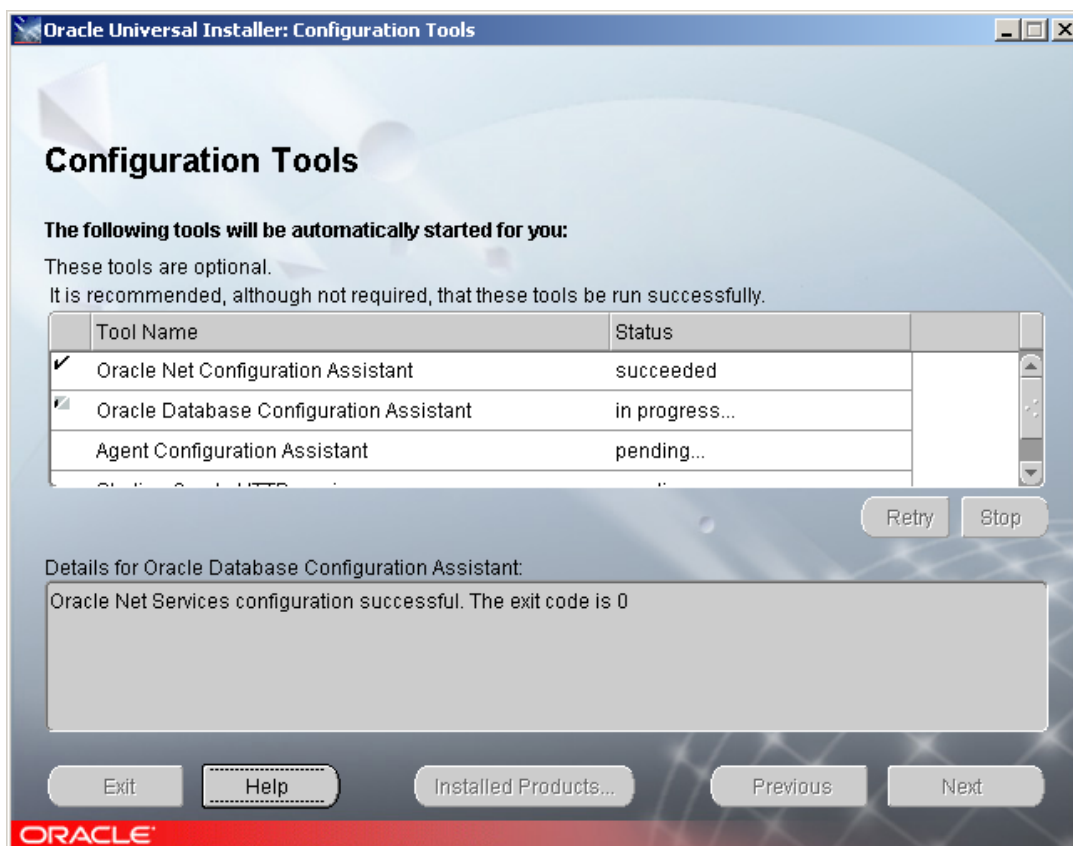 Oracle Universal Installer: Configuration Tools
Configuration Tools
The following tools will be automatically started for you:
These tools are optional.
It is recommended, although not required, that these tools be run successfully.
Tool Name Status
Oracle Net Configuration Assistant succeeded
Oracle Database Configuration Assistant in progress...
Agent Configuration Assistant pending...
Retry Stop
Details for Oracle Database Configuration Assistant:
Oracle Net Services configuration successful. The exit code is 0
Exit Help Installed Products... Previous Next
ORACLE